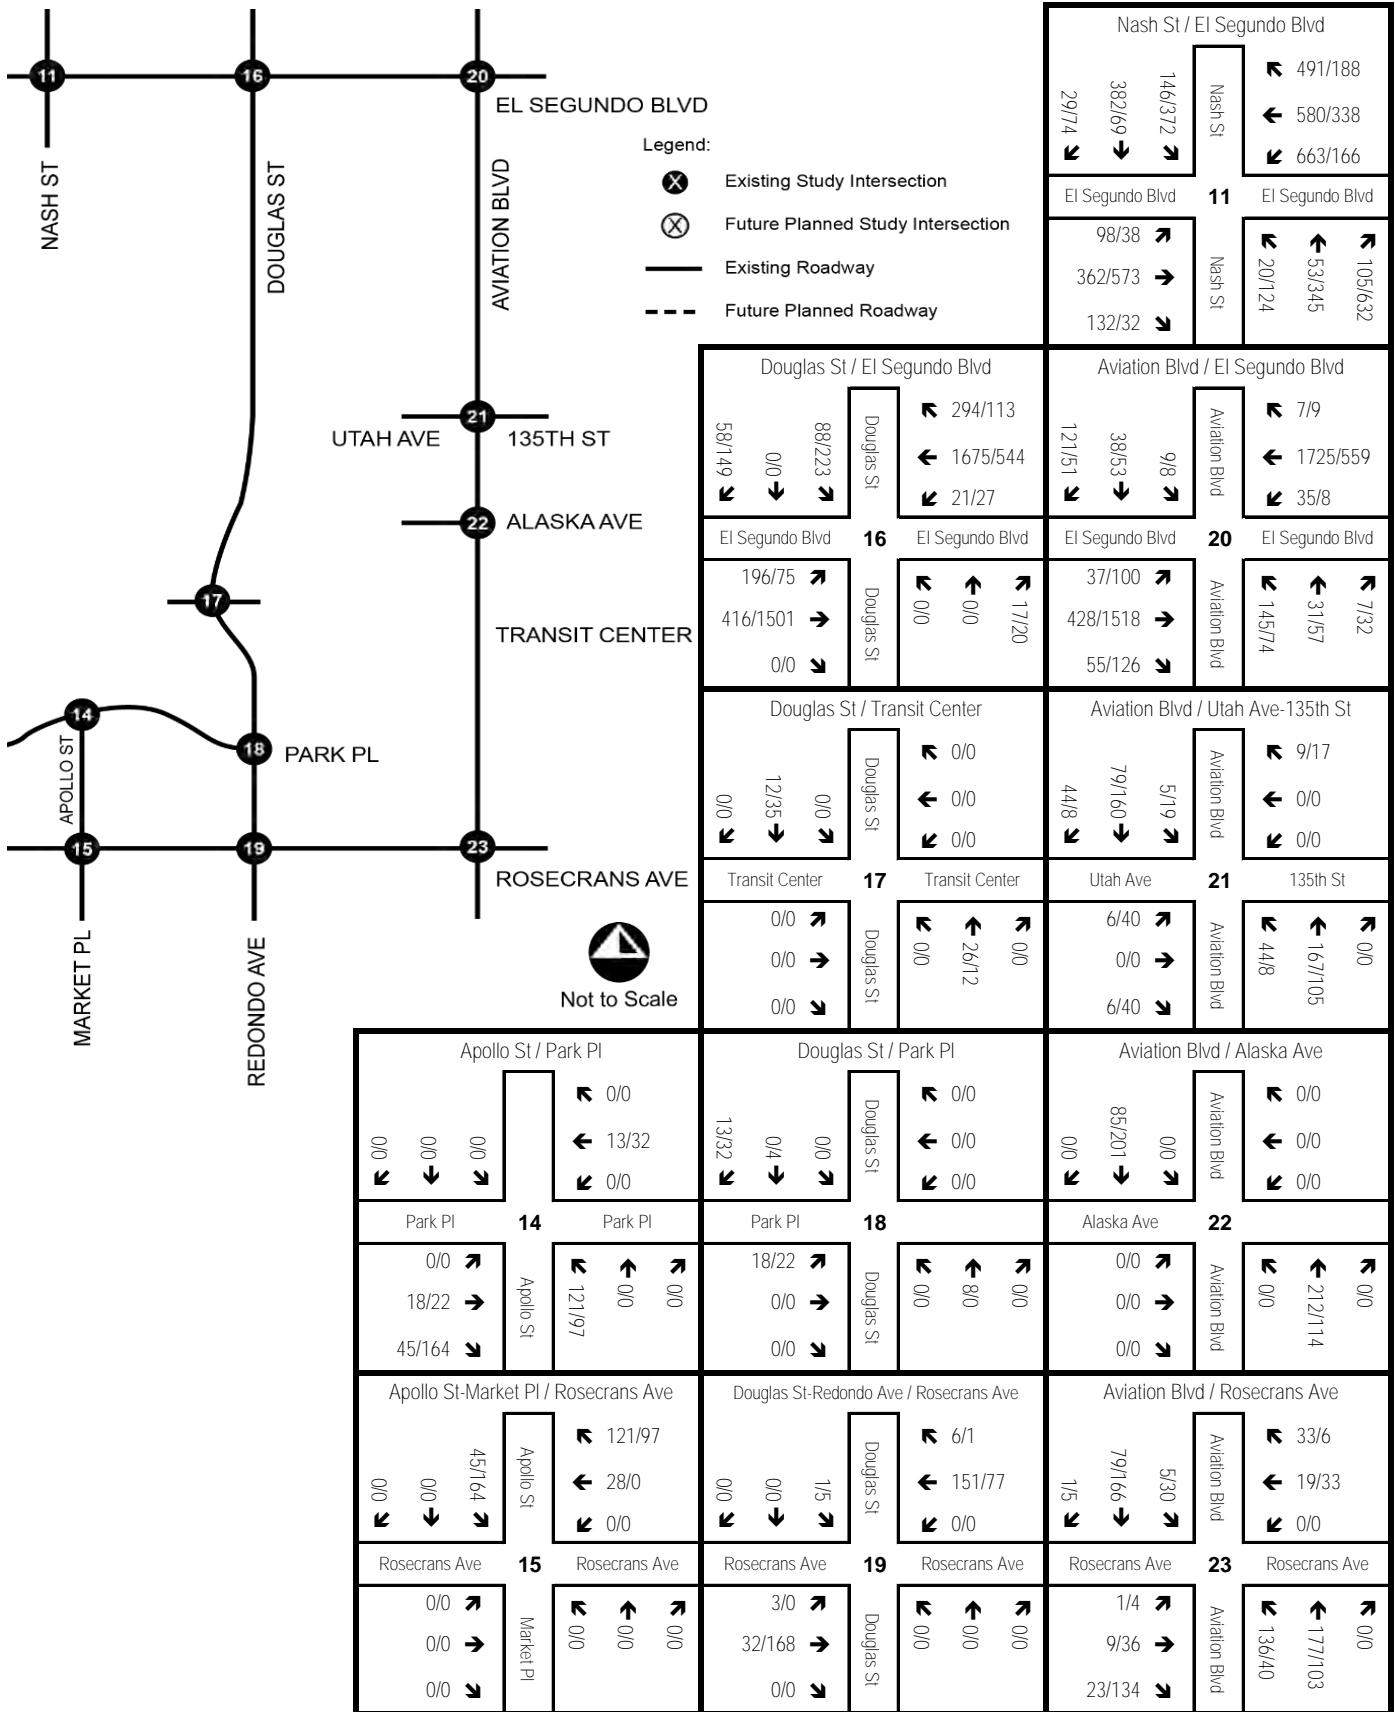 11
16
20
EL SEGUNDO BLVD
NASH ST
DOUGLAS ST
AVIATION BLVD
21
UTAH AVE
135TH ST
22
ALASKA AVE
17
TRANSIT CENTER
14
18
PARK PL
APOLLO ST
15
19
23
ROSECRANS AVE
MARKET PL
REDONDO AVE
Legend:
X Existing Study Intersection
X Future Planned Study Intersection
Existing Roadway
Future Planned Roadway
Not to Scale
Nash St / El Segundo Blvd
29/74
382/69
146/372
Nash St
491/188
580/338
663/166
El Segundo Blvd 11 El Segundo Blvd
98/38
362/573
132/32
Nash St
20/124
53/345
105/632
Douglas St / El Segundo Blvd
58/149
0/0
88/223
Douglas St
294/113
1675/544
21/27
El Segundo Blvd 16 El Segundo Blvd
196/75
416/1501
0/0
Douglas St
0/0
0/0
17/20
Aviation Blvd / El Segundo Blvd
121/51
38/53
9/8
Aviation Blvd
7/9
1725/559
35/8
El Segundo Blvd 20 El Segundo Blvd
37/100
428/1518
55/126
Aviation Blvd
145/74
31/57
7/32
Douglas St / Transit Center
0/0
12/35
0/0
Douglas St
0/0
0/0
0/0
Transit Center 17 Transit Center
0/0
0/0
0/0
Douglas St
0/0
26/12
0/0
Aviation Blvd / Utah Ave-135th St
44/8
79/160
5/19
Aviation Blvd
9/17
0/0
0/0
Utah Ave 21 135th St
6/40
0/0
6/40
Aviation Blvd
44/8
167/105
0/0
Apollo St / Park Pl
0/0
0/0
0/0
0/0
13/32
0/0
Park Pl 14 Park Pl
0/0
18/22
45/164
Apollo St
121/97
0/0
0/0
Douglas St / Park Pl
13/32
0/4
0/0
Douglas St
0/0
0/0
0/0
Park Pl 18
18/22
0/0
0/0
Douglas St
0/0
8/0
0/0
Aviation Blvd / Alaska Ave
0/0
85/201
0/0
Aviation Blvd
0/0
0/0
0/0
Alaska Ave 22
0/0
0/0
0/0
Aviation Blvd
0/0
212/114
0/0
Apollo St-Market Pl / Rosecrans Ave
0/0
0/0
45/164
Apollo St
121/97
28/0
0/0
Rosecrans Ave 15 Rosecrans Ave
0/0
0/0
0/0
Market Pl
0/0
0/0
0/0
Douglas St-Redondo Ave / Rosecrans Ave
0/0
0/0
1/5
Douglas St
6/1
151/77
0/0
Rosecrans Ave 19 Rosecrans Ave
3/0
32/168
0/0
Douglas St
0/0
0/0
0/0
Aviation Blvd / Rosecrans Ave
1/5
79/166
5/30
Aviation Blvd
33/6
19/33
0/0
Rosecrans Ave 23 Rosecrans Ave
1/4
9/36
23/134
Aviation Blvd
136/40
177/103
0/0